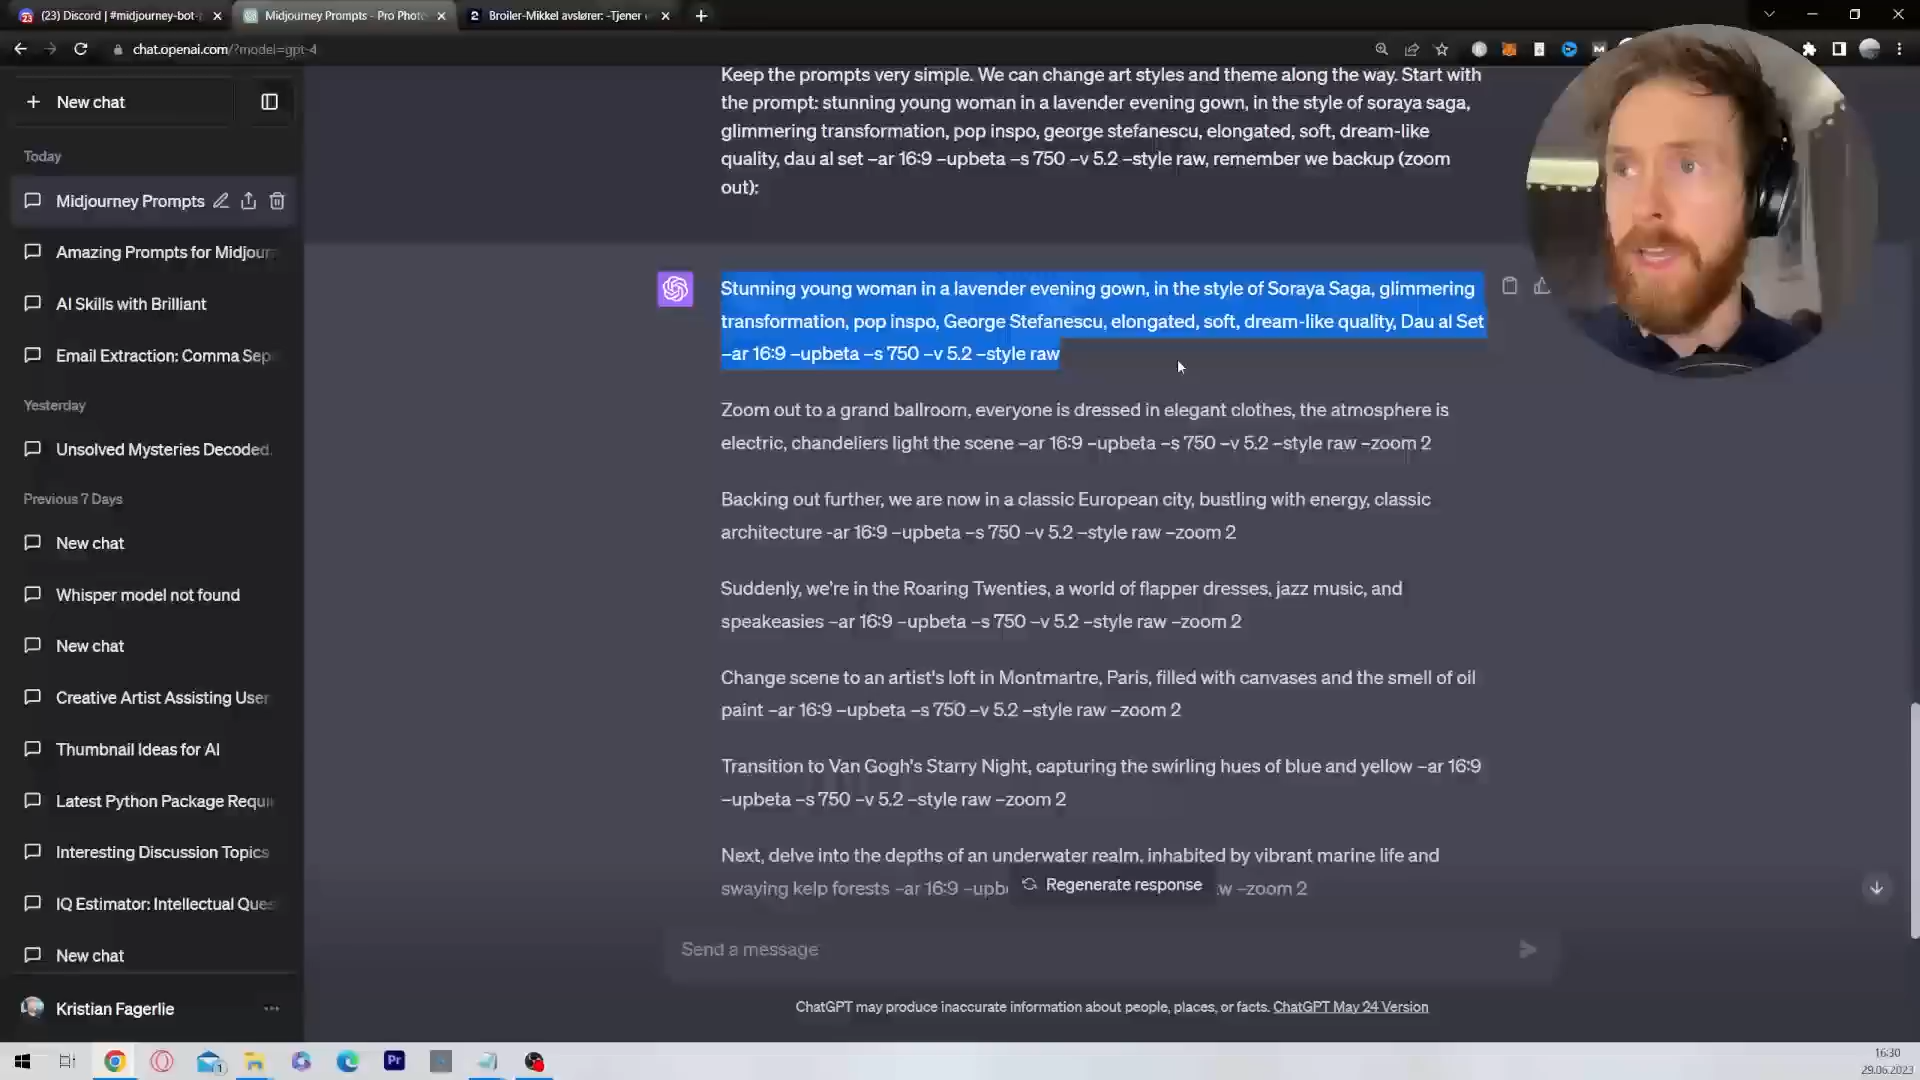 (23) Discord | #midjourney-bot-
Midjourney Prompts - Pro Photo
Broiler-Mikkel avslører: -Tjener
chat.openai.com/?model=gpt-4
New chat
Today
Midjourney Prompts
Amazing Prompts for Midjourn
AI Skills with Brilliant
Email Extraction: Comma Sep
Yesterday
Unsolved Mysteries Decoded.
Previous 7 Days
New chat
Whisper model not found
New chat
Creative Artist Assisting User
Thumbnail Ideas for AI
Latest Python Package Requi
Interesting Discussion Topics
IQ Estimator: Intellectual Ques
New chat
Kristian Fagerlie
Keep the prompts very simple. We can change art styles and theme along the way. Start with
the prompt: stunning young woman in a lavender evening gown, in the style of soraya saga,
glimmering transformation, pop inspo, george stefanescu, elongated, soft, dream-like
quality, dau al set –ar 16:9 –upbeta –s 750 –v 5.2 –style raw, remember we backup (zoom
out):
Stunning young woman in a lavender evening gown, in the style of Soraya Saga, glimmering
transformation, pop inspo, George Stefanescu, elongated, soft, dream-like quality, Dau al Set
–ar 16:9 –upbeta –s 750 –v 5.2 –style raw
Zoom out to a grand ballroom, everyone is dressed in elegant clothes, the atmosphere is
electric, chandeliers light the scene –ar 16:9 –upbeta –s 750 –v 5.2 –style raw –zoom 2
Backing out further, we are now in a classic European city, bustling with energy, classic
architecture -ar 16:9 –upbeta –s 750 –v 5.2 –style raw –zoom 2
Suddenly, we're in the Roaring Twenties, a world of flapper dresses, jazz music, and
speakeasies –ar 16:9 –upbeta –s 750 –v 5.2 –style raw –zoom 2
Change scene to an artist's loft in Montmartre, Paris, filled with canvases and the smell of oil
paint –ar 16:9 –upbeta –s 750 –v 5.2 –style raw –zoom 2
Transition to Van Gogh's Starry Night, capturing the swirling hues of blue and yellow –ar 16:9
–upbeta –s 750 –v 5.2 –style raw –zoom 2
Next, delve into the depths of an underwater realm, inhabited by vibrant marine life and
swaying kelp forests –ar 16:9 –upb
Regenerate response
w –zoom 2
Send a message
ChatGPT may produce inaccurate information about people, places, or facts. ChatGPT May 24 Version
Pr
16:30
29.06.2023